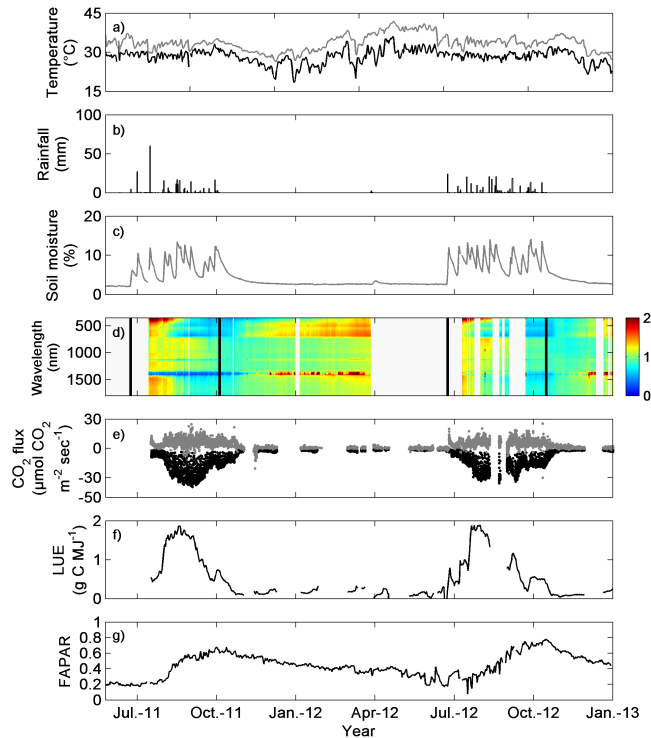 a)
Temperature
(°C)
45
30
15
b)
Rainfall
(mm)
100
50
0
c)
Soil moisture
(%)
20
10
0
d)
Wavelength
(nm)
500
1000
1500
2
1
0
e)
CO2 flux
(μmol CO2
m-2 sec-1)
30
0
-30
-50
f)
LUE
(g C MJ-1)
2
1
0
g)
FAPAR
1
0.8
0.6
0.4
0.2
0
Jul.-11 Oct.-11 Jan.-12 Apr-12 Jul.-12 Oct.-12 Jan.-13
Year